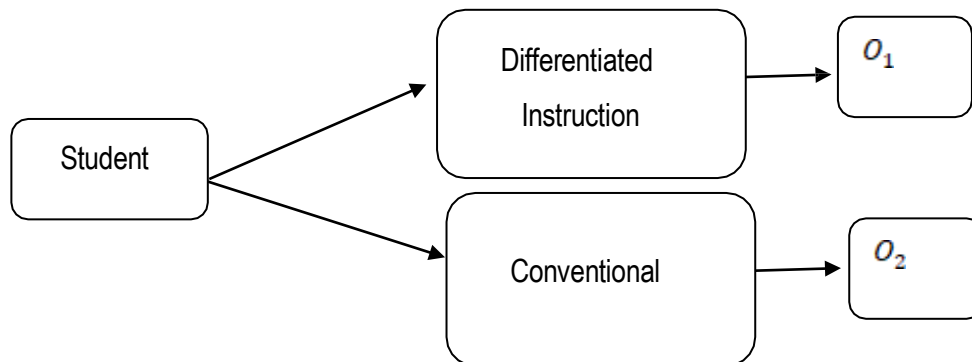 Student
Differentiated
Instruction
O₁
Conventional
O₂